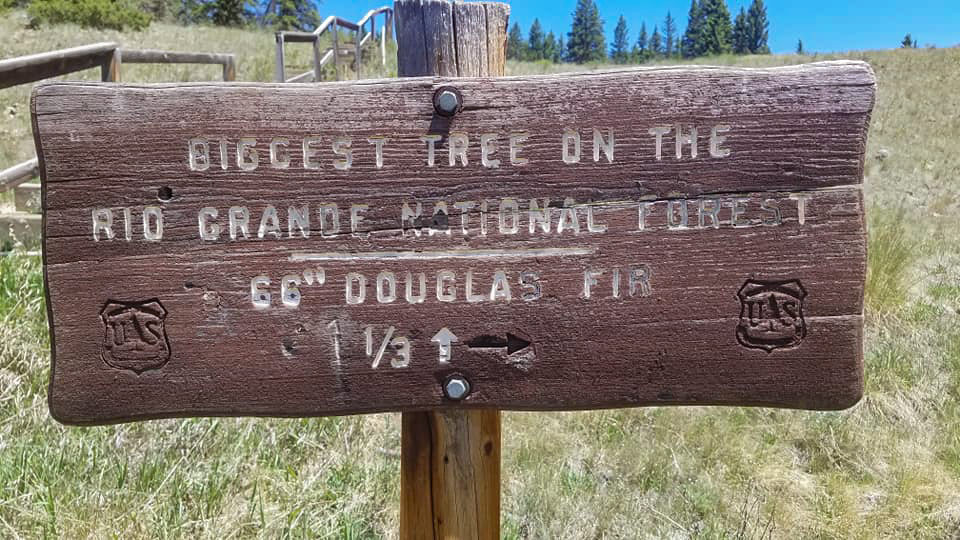 BIGGEST TREE ON THE
RIO GRANDE NATIONAL FOREST
66" DOUGLAS FIR
1/3 ↑ →
U S
U S